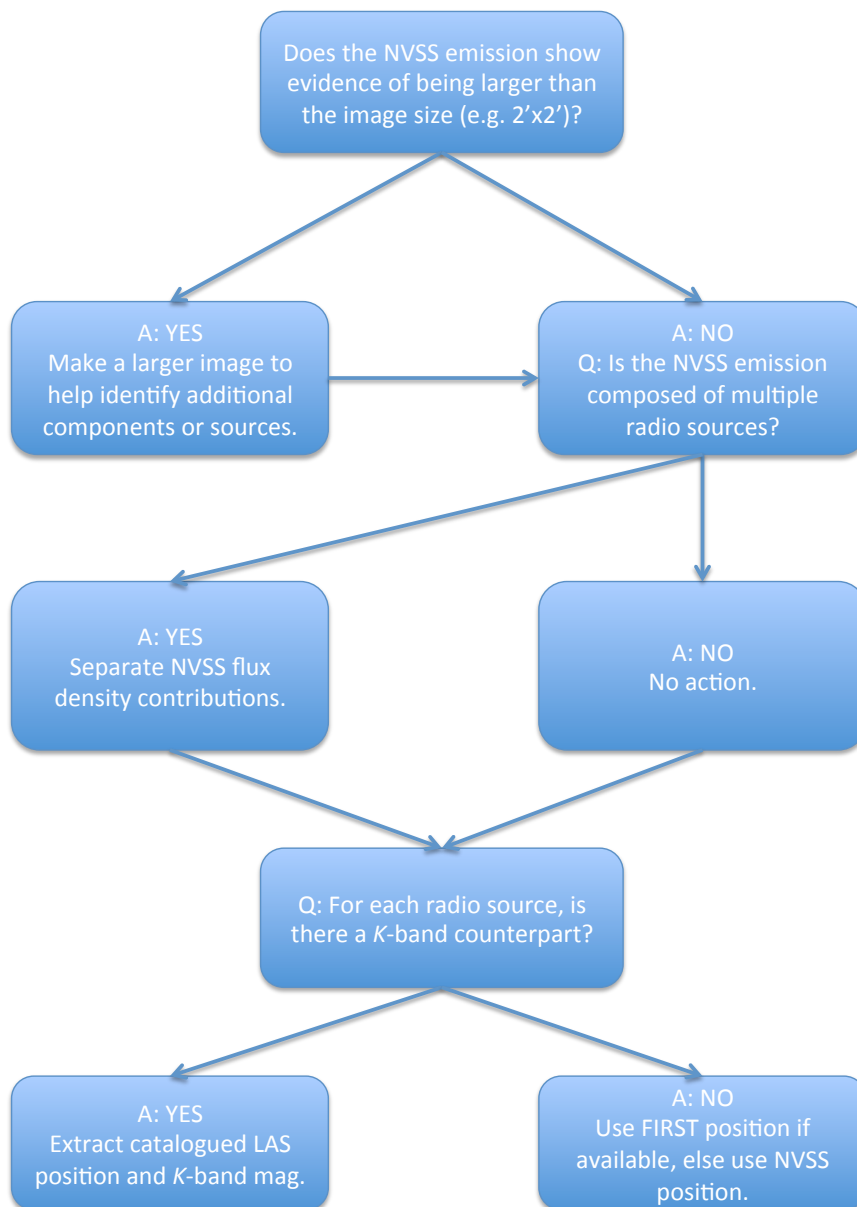 Does the NVSS emission show
evidence of being larger than
the image size (e.g. 2’x2’)?
A: YES
Make a larger image to
help identify additional
components or sources.
A: NO
Q: Is the NVSS emission
composed of multiple
radio sources?
A: YES
Separate NVSS flux
density contributions.
A: NO
No action.
Q: For each radio source, is
there a K-band counterpart?
A: YES
Extract catalogued LAS
position and K-band mag.
A: NO
Use FIRST position if
available, else use NVSS
position.